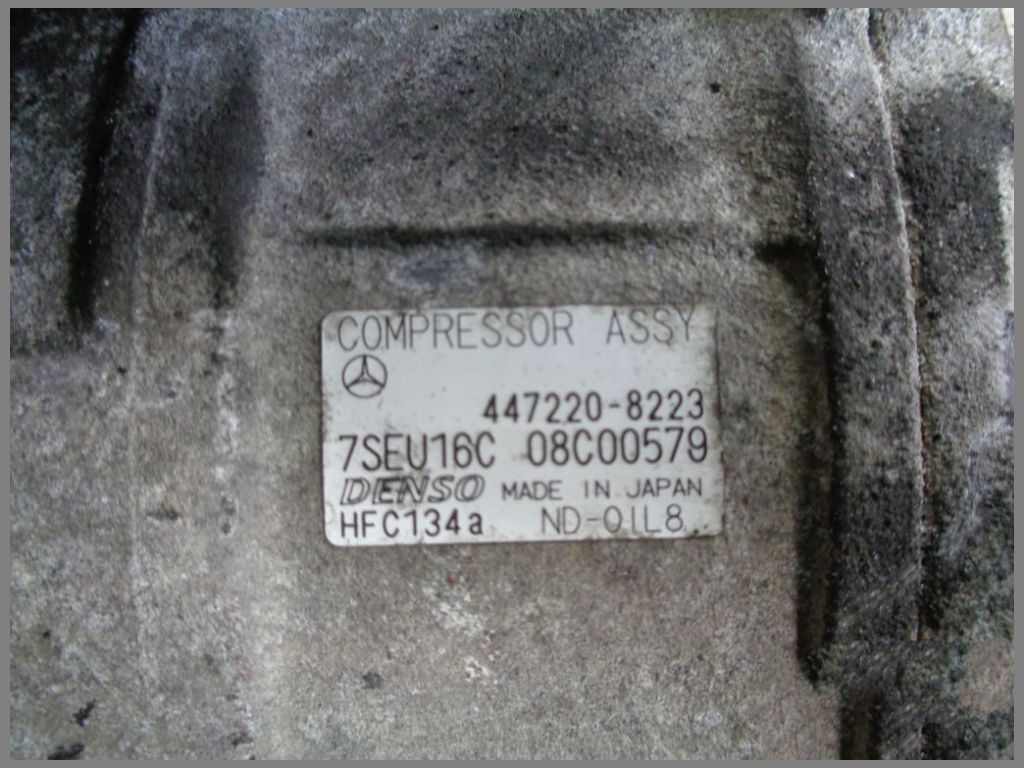 COMPRESSOR ASSY
447220-8223
7SEU16C 08C00579
DENSO MADE IN JAPAN
HFC134a ND-OIL8